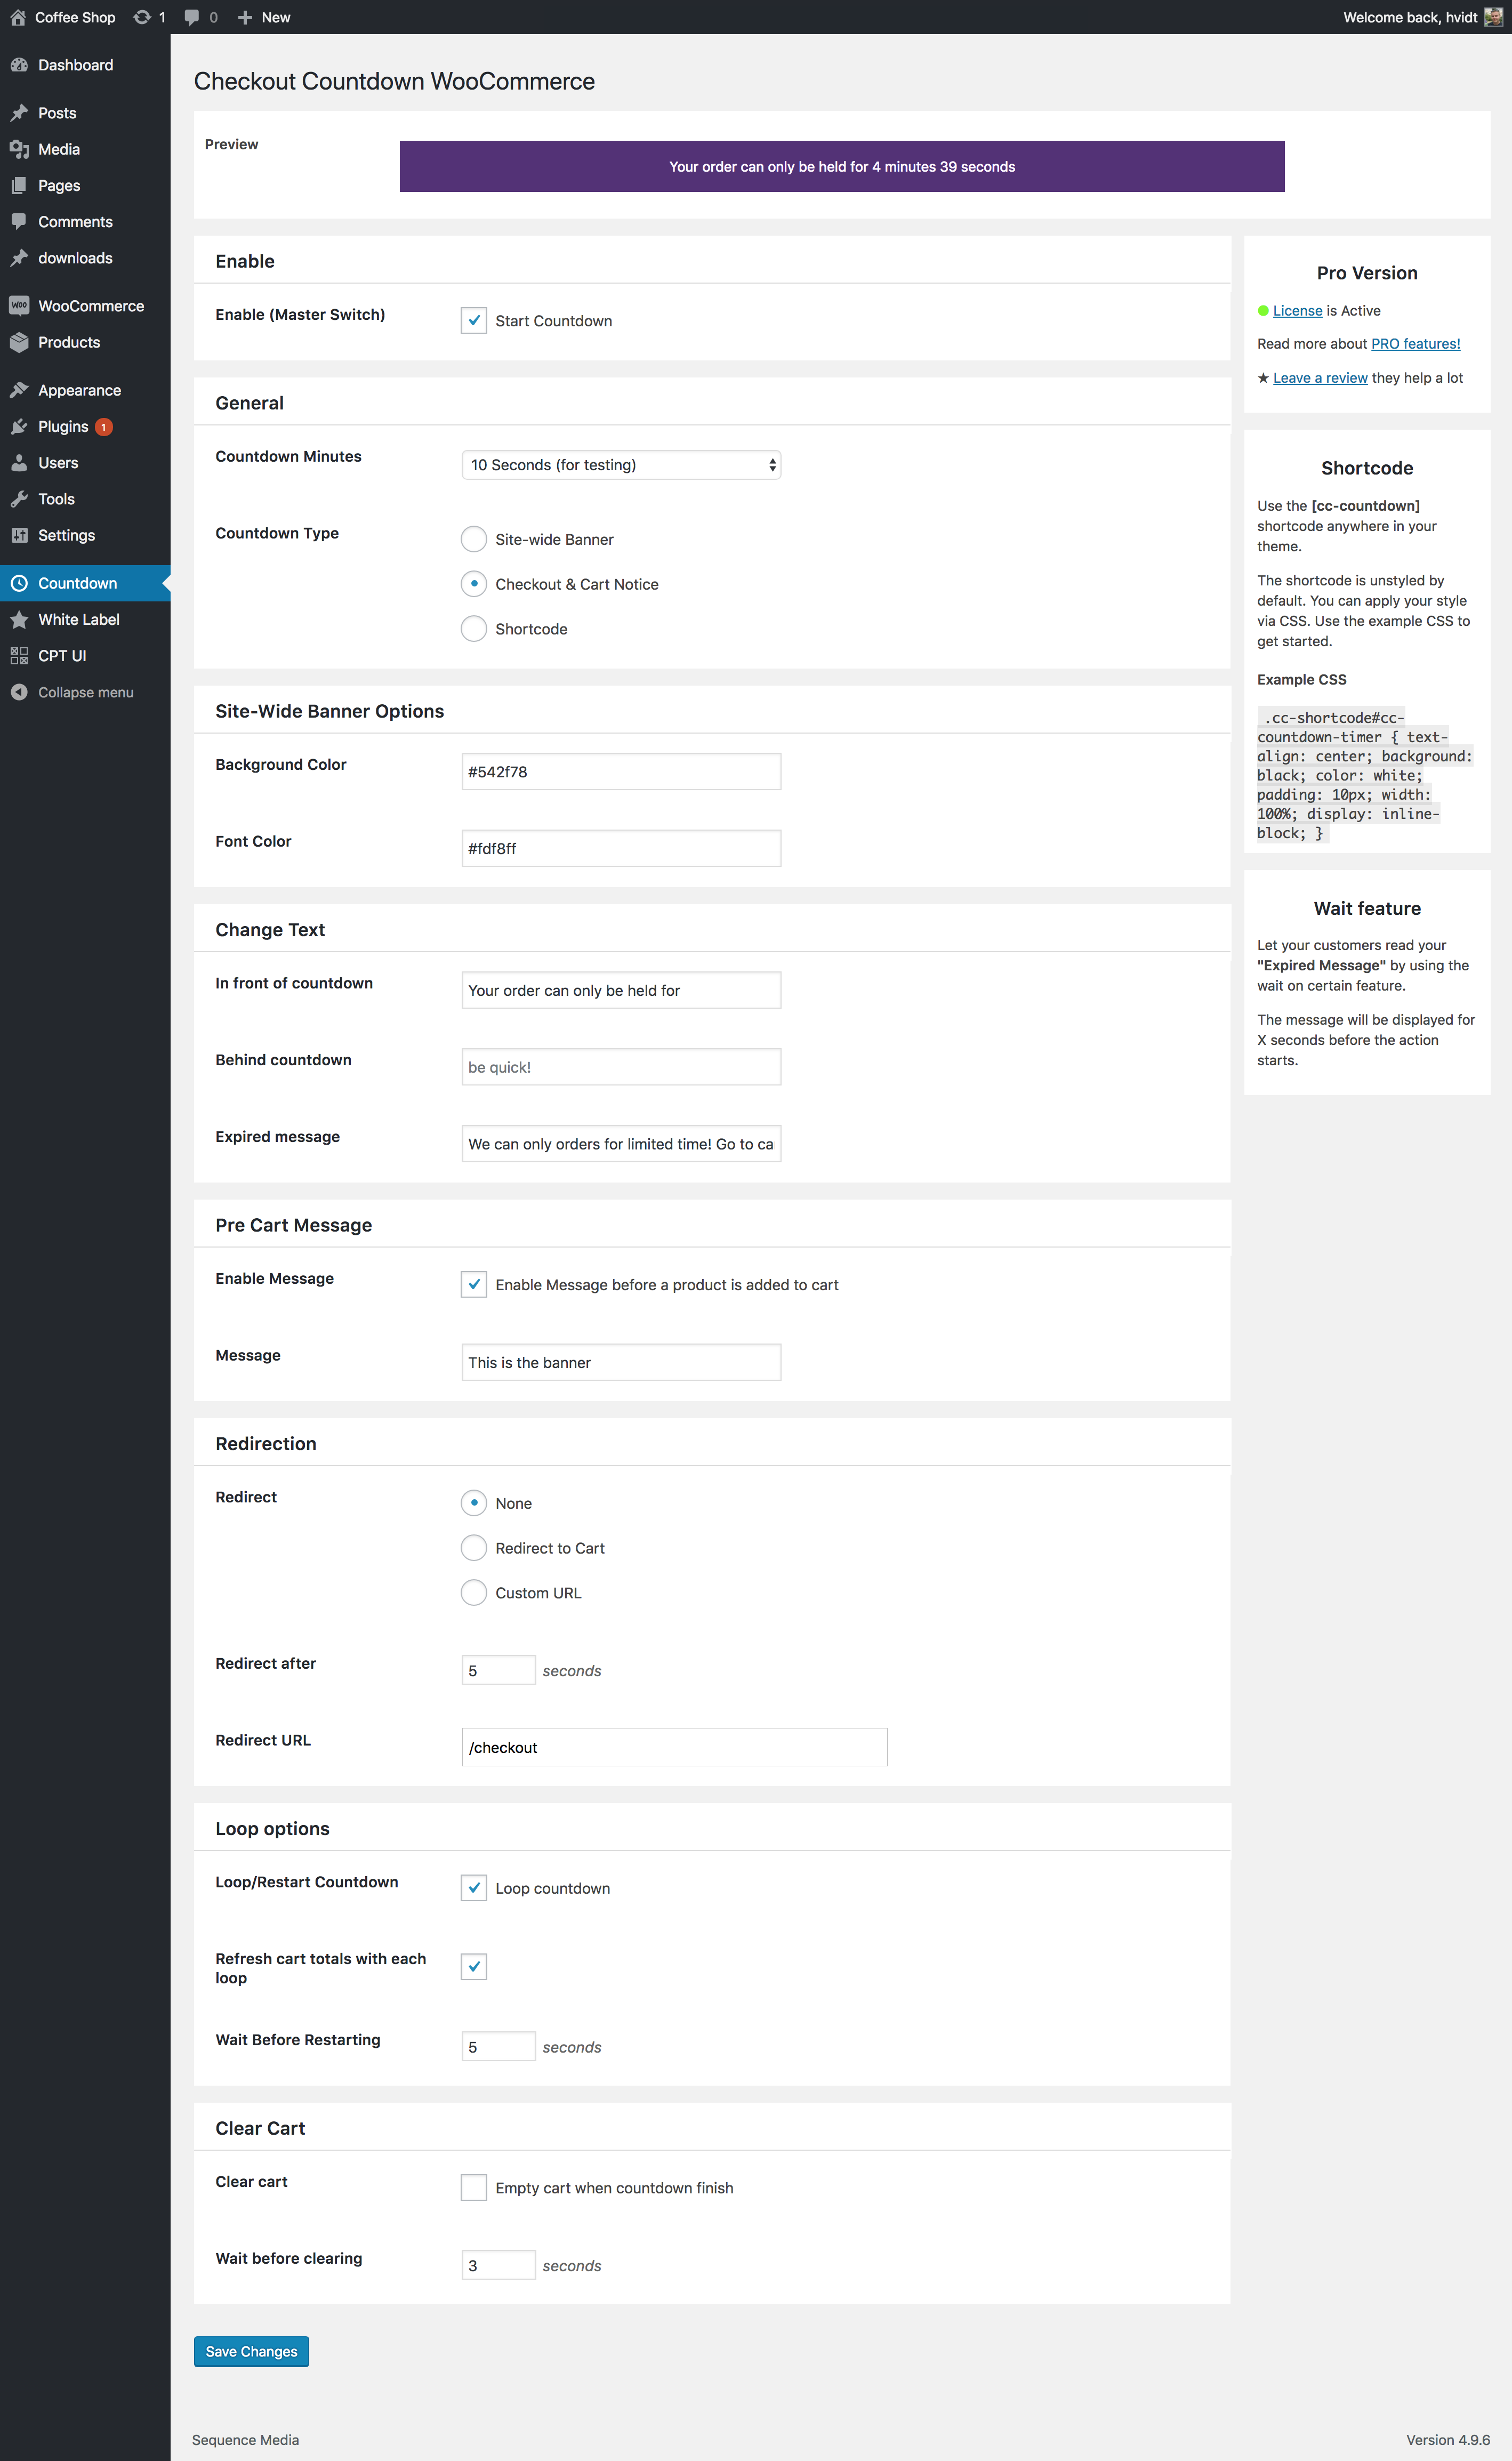 Coffee Shop 1 0 New Welcome back, hvidt
Dashboard
Posts
Media
Pages
Comments
downloads
WOO WooCommerce
Products
Appearance
Plugins 1
Users
Tools
Settings
Countdown
White Label
CPT UI
Collapse menu
Checkout Countdown WooCommerce
Preview
Your order can only be held for 4 minutes 39 seconds
Enable
Enable (Master Switch)
Start Countdown
General
Countdown Minutes
10 Seconds (for testing)
Countdown Type
Site-wide Banner
Checkout & Cart Notice
Shortcode
Site-Wide Banner Options
Background Color
#542f78
Font Color
#fdf8ff
Change Text
In front of countdown
Your order can only be held for
Behind countdown
be quick!
Expired message
We can only orders for limited time! Go to ca
Pre Cart Message
Enable Message
Enable Message before a product is added to cart
Message
This is the banner
Redirection
Redirect
None
Redirect to Cart
Custom URL
Redirect after
5 seconds
Redirect URL
/checkout
Loop options
Loop/Restart Countdown
Loop countdown
Refresh cart totals with each
loop
Wait Before Restarting
5 seconds
Clear Cart
Clear cart
Empty cart when countdown finish
Wait before clearing
3 seconds
Save Changes
Pro Version
License is Active
Read more about PRO features!
★ Leave a review they help a lot
Shortcode
Use the [cc-countdown]
shortcode anywhere in your
theme.
The shortcode is unstyled by
default. You can apply your style
via CSS. Use the example CSS to
get started.
Example CSS
.cc-shortcode#cc-
countdown-timer { text-
align: center; background:
black; color: white;
padding: 10px; width:
100%; display: inline-
block; }
Wait feature
Let your customers read your
"Expired Message" by using the
wait on certain feature.
The message will be displayed for
X seconds before the action
starts.
Sequence Media
Version 4.9.6